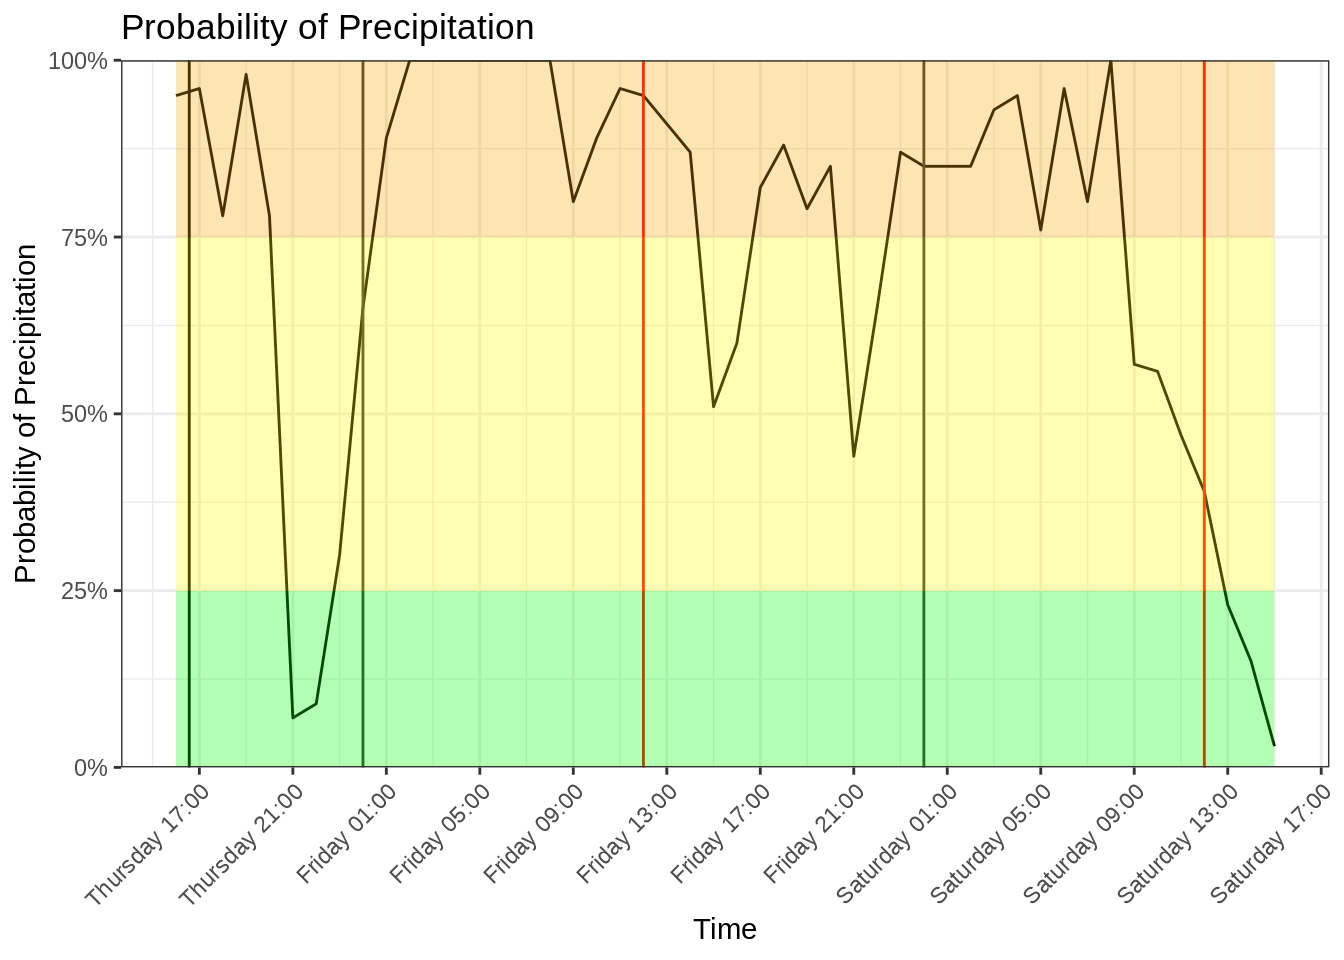 Probability of Precipitation
Probability of Precipitation
100%
75%
50%
25%
0%
Thursday 17:00
Thursday 21:00
Friday 01:00
Friday 05:00
Friday 09:00
Friday 13:00
Friday 17:00
Friday 21:00
Saturday 01:00
Saturday 05:00
Saturday 09:00
Saturday 13:00
Saturday 17:00
Time